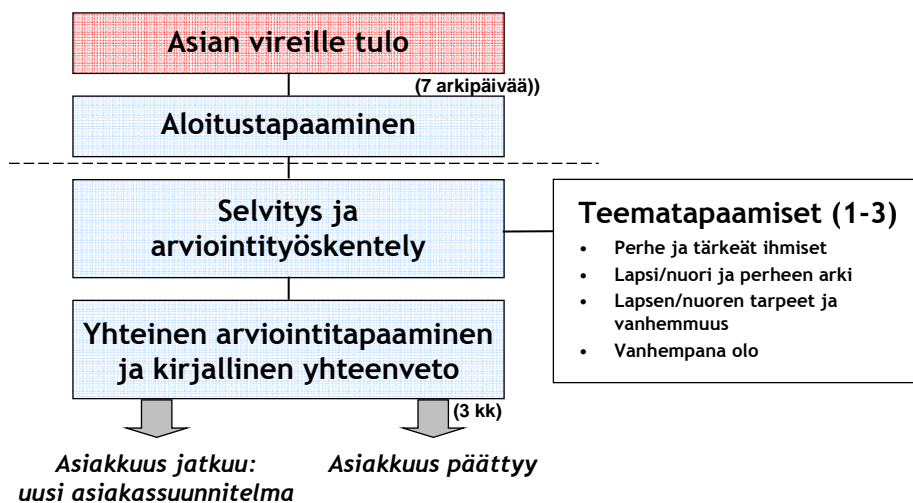 Asian vireille tulo
(7 arkipäivää))
Aloitustapaaminen
Selvitys ja
arviointityöskentely
Teematapaamiset (1-3)
• Perhe ja tärkeät ihmiset
• Lapsi/nuori ja perheen arki
• Lapsen/nuoren tarpeet ja
vanhemmuus
• Vanhempana olo
Yhteinen arviointitapaaminen
ja kirjallinen yhteenveto
(3 kk)
Asiakkuus jatkuu:
uusi asiakassuunnitelma
Asiakkuus päättyy